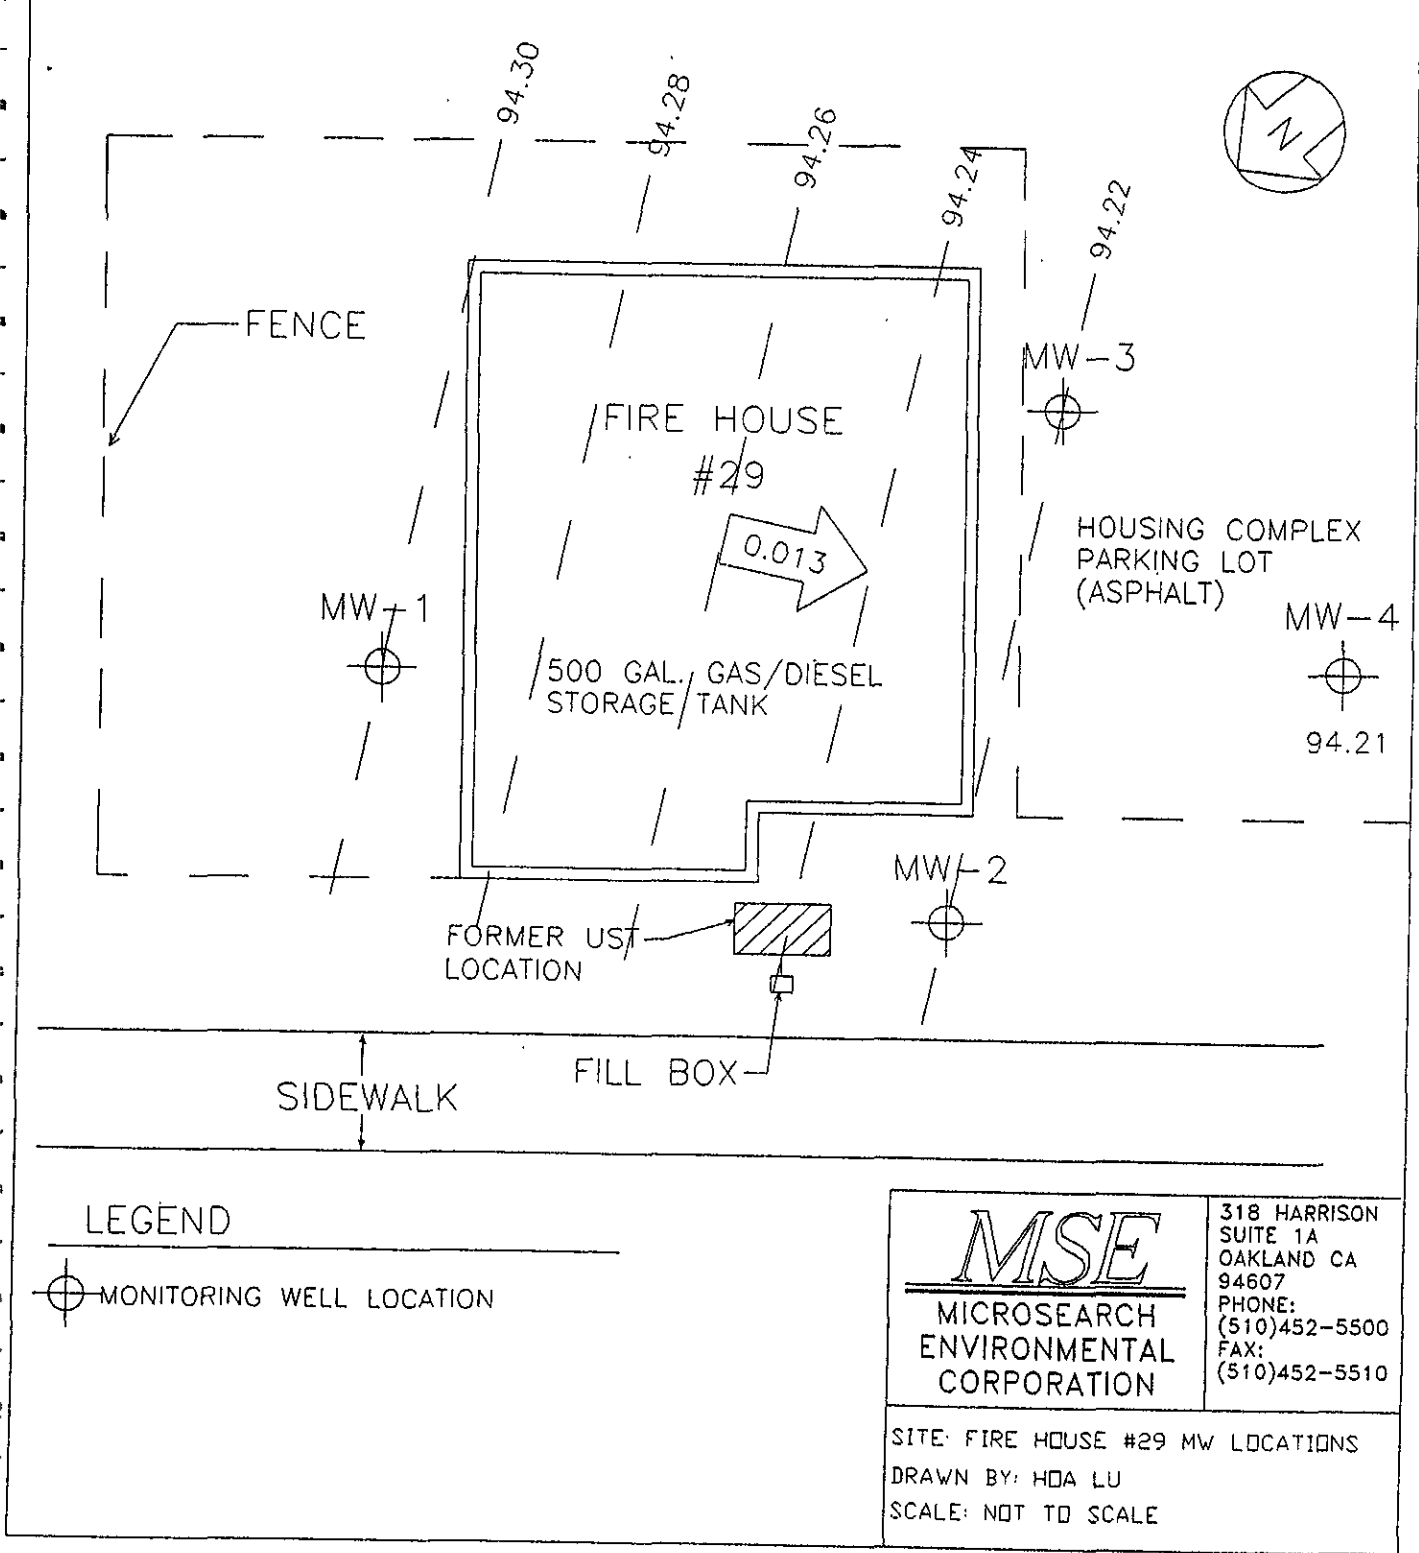 94.30
94.28
94.26
94.24
94.22
N
FENCE
MW-3
FIRE HOUSE
#29
0.013
HOUSING COMPLEX
PARKING LOT
(ASPHALT)
MW-1
MW-4
94.21
500 GAL. GAS/DIESEL
STORAGE TANK
MW-2
FORMER UST
LOCATION
FILL BOX
SIDEWALK
LEGEND
MONITORING WELL LOCATION
MSE
MICROSEARCH
ENVIRONMENTAL
CORPORATION
318 HARRISON
SUITE 1A
OAKLAND CA
94607
PHONE:
(510)452-5500
FAX:
(510)452-5510
SITE: FIRE HOUSE #29 MW LOCATIONS
DRAWN BY: HOA LU
SCALE: NOT TO SCALE